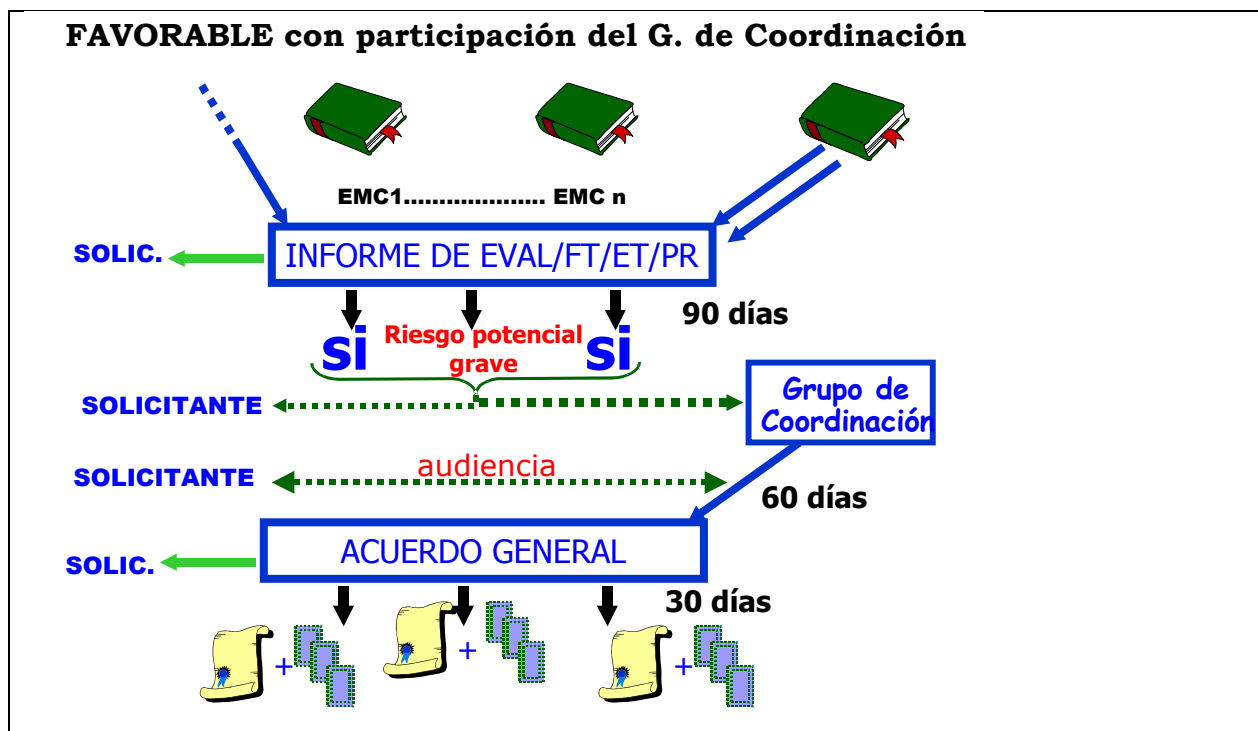 FAVORABLE con participación del G. de Coordinación
EMC1..................... EMC n
SOLIC.
INFORME DE EVAL/FT/ET/PR
90 días
si
Riesgo potencial
grave
si
SOLICITANTE
Grupo de
Coordinación
SOLICITANTE
audiencia
60 días
SOLIC.
ACUERDO GENERAL
30 días
+
+
+